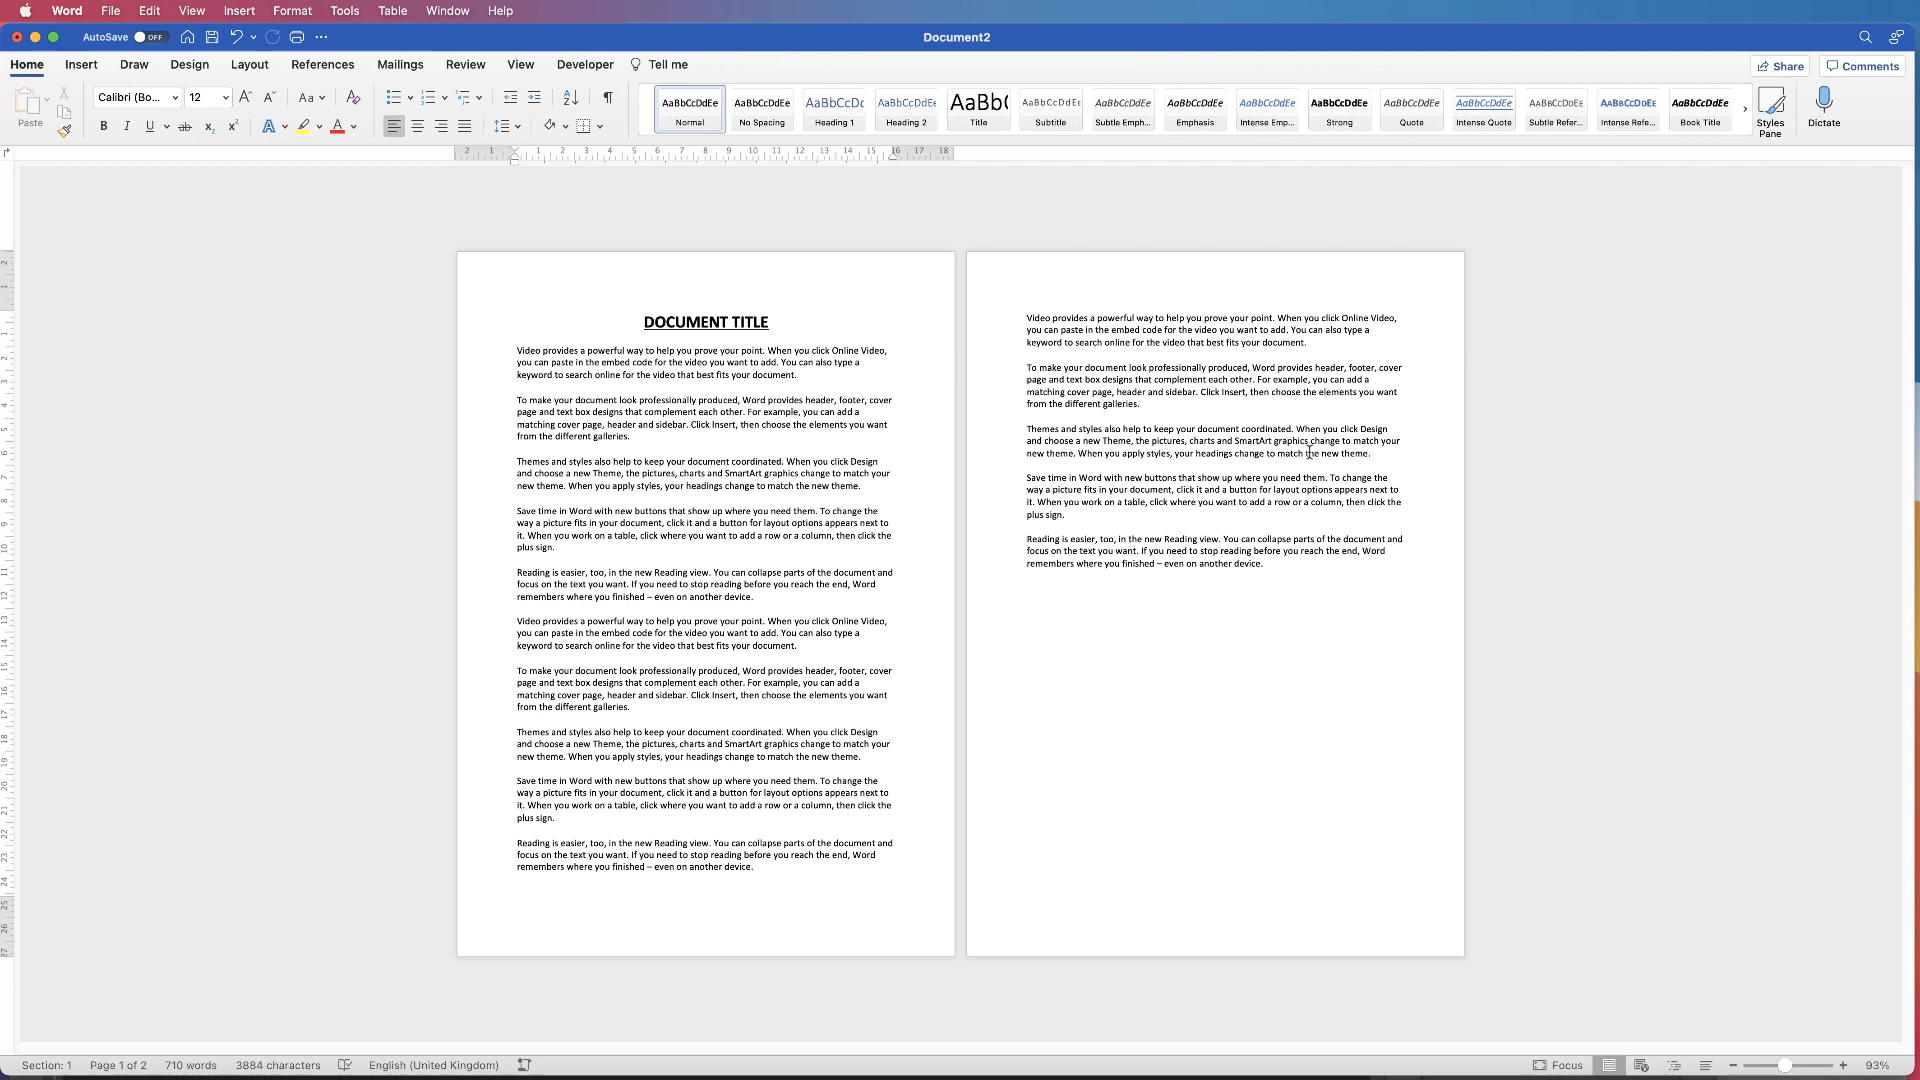 Word File Edit View Insert Format Tools Table Window Help
AutoSave OFF
Document2
Home Insert Draw Design Layout References Mailings Review View Developer Tell me
Share Comments
Paste
Calibri (Bo... 12
AaBbCcDdEe AaBbCcDdEe AaBbCcDc AaBbCcDdEe AaBb( AaBbCcDdEe AaBbCcDdEe AaBbCcDdEe AaBbCcDdEe AaBbCcDdEe AaBbCcDdEe AaBbCcDdEe AaBbCcDdEe AaBbCcDdEe AaBbCcDdEe
Normal No Spacing Heading 1 Heading 2 Title Subtitle Subtle Emph... Emphasis Intense Emp... Strong Quote Intense Quote Subtle Refer... Intense Refe... Book Title
Styles
Pane
Dictate
2 1 1 2 3 4 5 6 7 8 9 10 11 12 13 14 15 16 17 18
DOCUMENT TITLE
Video provides a powerful way to help you prove your point. When you click Online Video,
you can paste in the embed code for the video you want to add. You can also type a
keyword to search online for the video that best fits your document.
To make your document look professionally produced, Word provides header, footer, cover
page and text box designs that complement each other. For example, you can add a
matching cover page, header and sidebar. Click Insert, then choose the elements you want
from the different galleries.
Themes and styles also help to keep your document coordinated. When you click Design
and choose a new Theme, the pictures, charts and SmartArt graphics change to match your
new theme. When you apply styles, your headings change to match the new theme.
Save time in Word with new buttons that show up where you need them. To change the
way a picture fits in your document, click it and a button for layout options appears next to
it. When you work on a table, click where you want to add a row or a column, then click the
plus sign.
Reading is easier, too, in the new Reading view. You can collapse parts of the document and
focus on the text you want. If you need to stop reading before you reach the end, Word
remembers where you finished – even on another device.
Video provides a powerful way to help you prove your point. When you click Online Video,
you can paste in the embed code for the video you want to add. You can also type a
keyword to search online for the video that best fits your document.
To make your document look professionally produced, Word provides header, footer, cover
page and text box designs that complement each other. For example, you can add a
matching cover page, header and sidebar. Click Insert, then choose the elements you want
from the different galleries.
Themes and styles also help to keep your document coordinated. When you click Design
and choose a new Theme, the pictures, charts and SmartArt graphics change to match your
new theme. When you apply styles, your headings change to match the new theme.
Save time in Word with new buttons that show up where you need them. To change the
way a picture fits in your document, click it and a button for layout options appears next to
it. When you work on a table, click where you want to add a row or a column, then click the
plus sign.
Reading is easier, too, in the new Reading view. You can collapse parts of the document and
focus on the text you want. If you need to stop reading before you reach the end, Word
remembers where you finished – even on another device.
Video provides a powerful way to help you prove your point. When you click Online Video,
you can paste in the embed code for the video you want to add. You can also type a
keyword to search online for the video that best fits your document.
To make your document look professionally produced, Word provides header, footer, cover
page and text box designs that complement each other. For example, you can add a
matching cover page, header and sidebar. Click Insert, then choose the elements you want
from the different galleries.
Themes and styles also help to keep your document coordinated. When you click Design
and choose a new Theme, the pictures, charts and SmartArt graphics change to match your
new theme. When you apply styles, your headings change to match the new theme.
Save time in Word with new buttons that show up where you need them. To change the
way a picture fits in your document, click it and a button for layout options appears next to
it. When you work on a table, click where you want to add a row or a column, then click the
plus sign.
Reading is easier, too, in the new Reading view. You can collapse parts of the document and
focus on the text you want. If you need to stop reading before you reach the end, Word
remembers where you finished – even on another device.
Section: 1 Page 1 of 2 710 words 3884 characters English (United Kingdom) Focus 93%